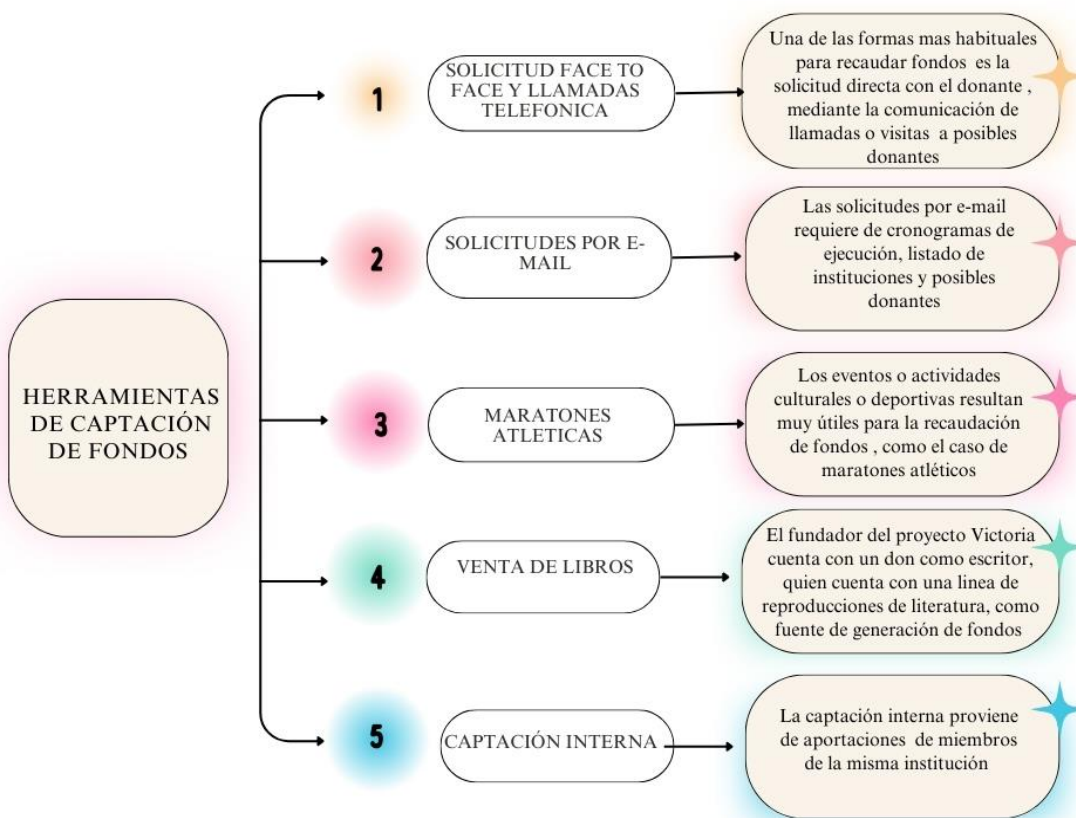 HERRAMIENTAS
DE CAPTACIÓN
DE FONDOS
1
SOLICITUD FACE TO
FACE Y LLAMADAS
TELEFONICA
Una de las formas mas habituales
para recaudar fondos es la
solicitud directa con el donante ,
mediante la comunicación de
llamadas o visitas a posibles
donantes
2
SOLICITUDES POR E-
MAIL
Las solicitudes por e-mail
requiere de cronogramas de
ejecución, listado de
instituciones y posibles
donantes
3
MARATONES
ATLETICAS
Los eventos o actividades
culturales o deportivas resultan
muy útiles para la recaudación
de fondos , como el caso de
maratones atléticos
4
VENTA DE LIBROS
El fundador del proyecto Victoria
cuenta con un don como escritor,
quien cuenta con una linea de
reproducciones de literatura, como
fuente de generación de fondos
5
CAPTACIÓN INTERNA
La captación interna proviene
de aportaciones de miembros
de la misma institución